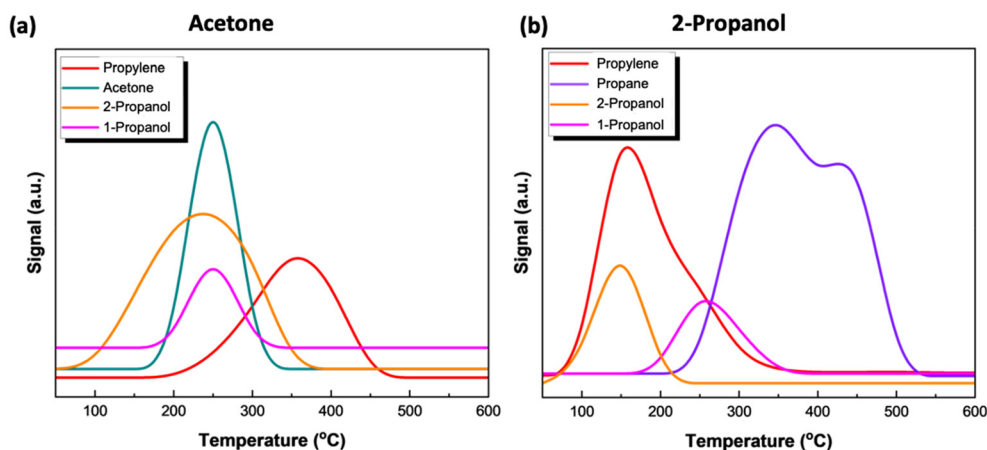 (a)
Acetone
Propylene
Acetone
2-Propanol
1-Propanol
Signal (a.u.)
100 200 300 400 500 600
Temperature (°C)
(b)
2-Propanol
Propylene
Propane
2-Propanol
1-Propanol
Signal (a.u.)
100 200 300 400 500 600
Temperature (°C)